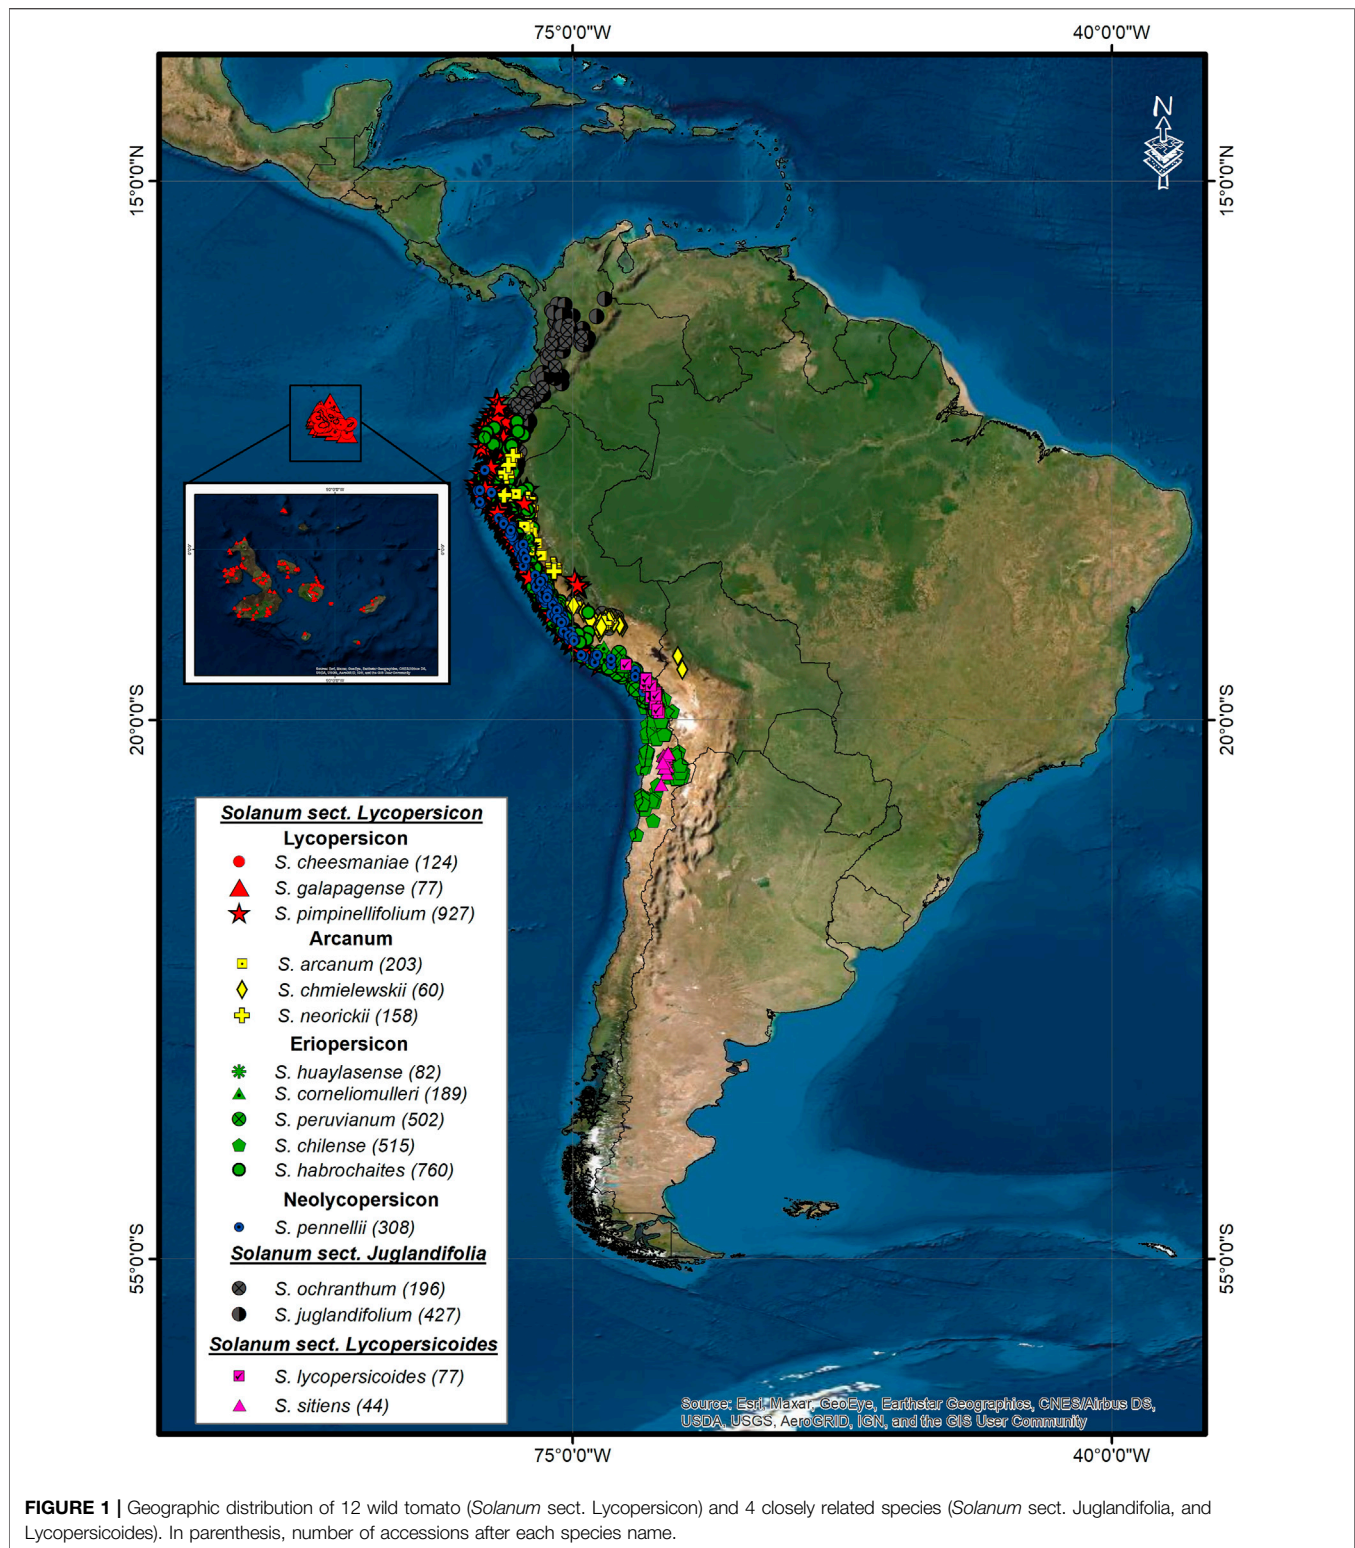 75°0'0"W
40°0'0"W
N
15°0'0"N
15°0'0"N
20°0'0"S
20°0'0"S
Solanum sect. Lycopersicon
Lycopersicon
S. cheesmaniae (124)
S. galapagense (77)
S. pimpinellifolium (927)
Arcanum
S. arcanum (203)
S. chmielewskii (60)
S. neorickii (158)
Eriopersicon
S. huaylasense (82)
S. corneliomulleri (189)
S. peruvianum (502)
S. chilense (515)
S. habrochaites (760)
Neolycopersicon
S. pennellii (308)
Solanum sect. Juglandifolia
S. ochranthum (196)
S. juglandifolium (427)
Solanum sect. Lycopersicoides
S. lycopersicoides (77)
S. sitiens (44)
55°0'0"S
55°0'0"S
Source: Esri, Maxar, GeoEye, Earthstar Geographics, CNES/Airbus DS,
USDA, USGS, AeroGRID, IGN, and the GIS User Community
75°0'0"W
40°0'0"W
FIGURE 1 | Geographic distribution of 12 wild tomato (Solanum sect. Lycopersicon) and 4 closely related species (Solanum sect. Juglandifolia, and
Lycopersicoides). In parenthesis, number of accessions after each species name.